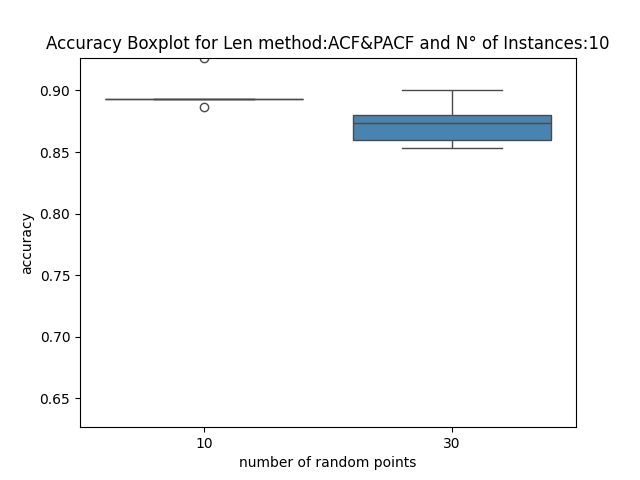 Accuracy Boxplot for Len method:ACF&PACF and N° of Instances:10
0.90
0.85
0.80
0.75
0.70
0.65
accuracy
10 30
number of random points